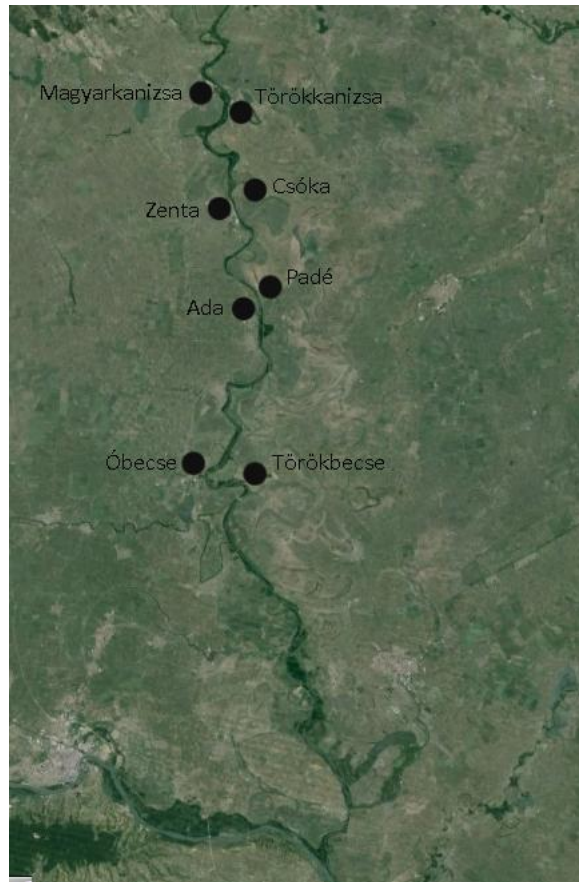 Magyarkanizsa
Törökkanizsa
Csóka
Zenta
Padé
Ada
Óbecse
Törökbecse